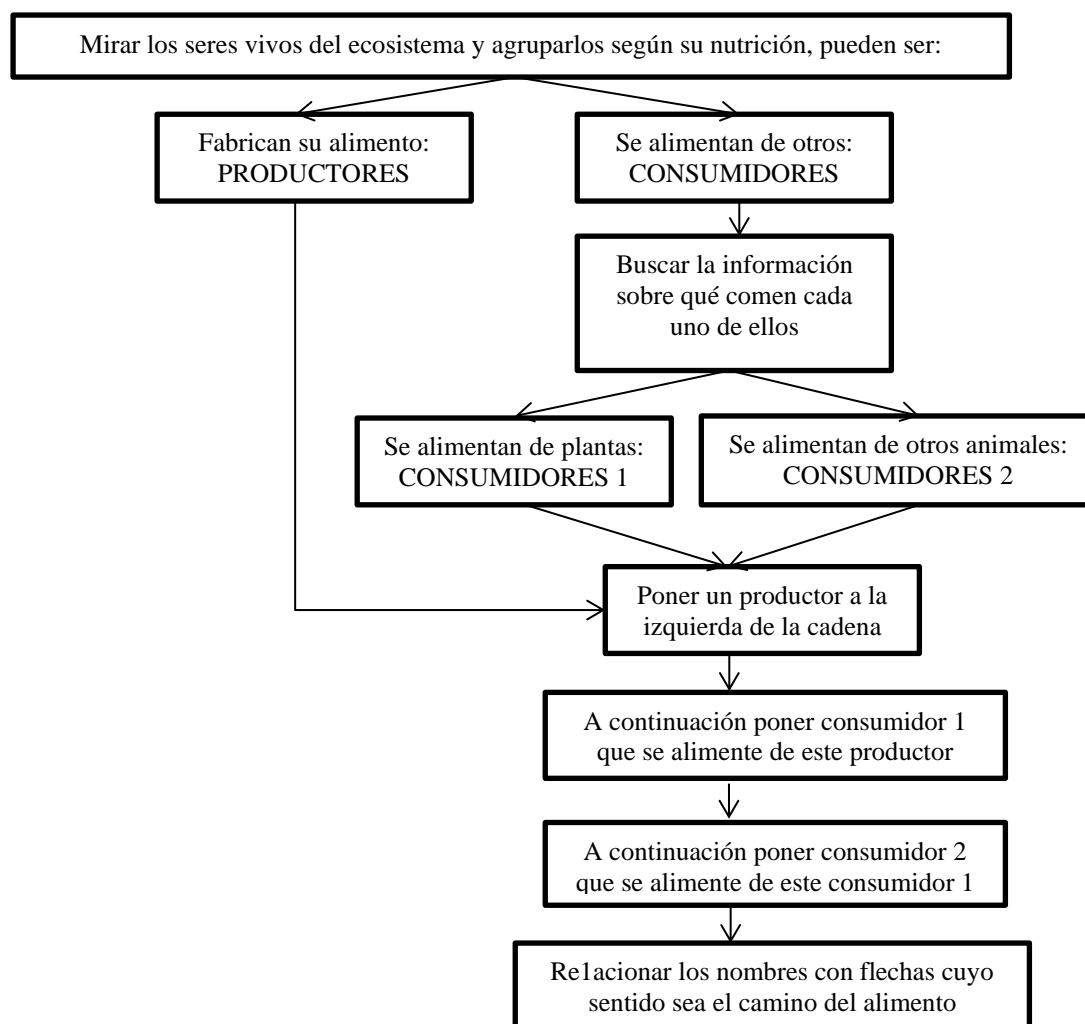 Mirar los seres vivos del ecosistema y agruparlos según su nutrición, pueden ser:
Fabrican su alimento:
PRODUCTORES
Se alimentan de otros:
CONSUMIDORES
Buscar la información
sobre qué comen cada
uno de ellos
Se alimentan de plantas:
CONSUMIDORES 1
Se alimentan de otros animales:
CONSUMIDORES 2
Poner un productor a la
izquierda de la cadena
A continuación poner consumidor 1
que se alimente de este productor
A continuación poner consumidor 2
que se alimente de este consumidor 1
Re1acionar los nombres con flechas cuyo
sentido sea el camino del alimento